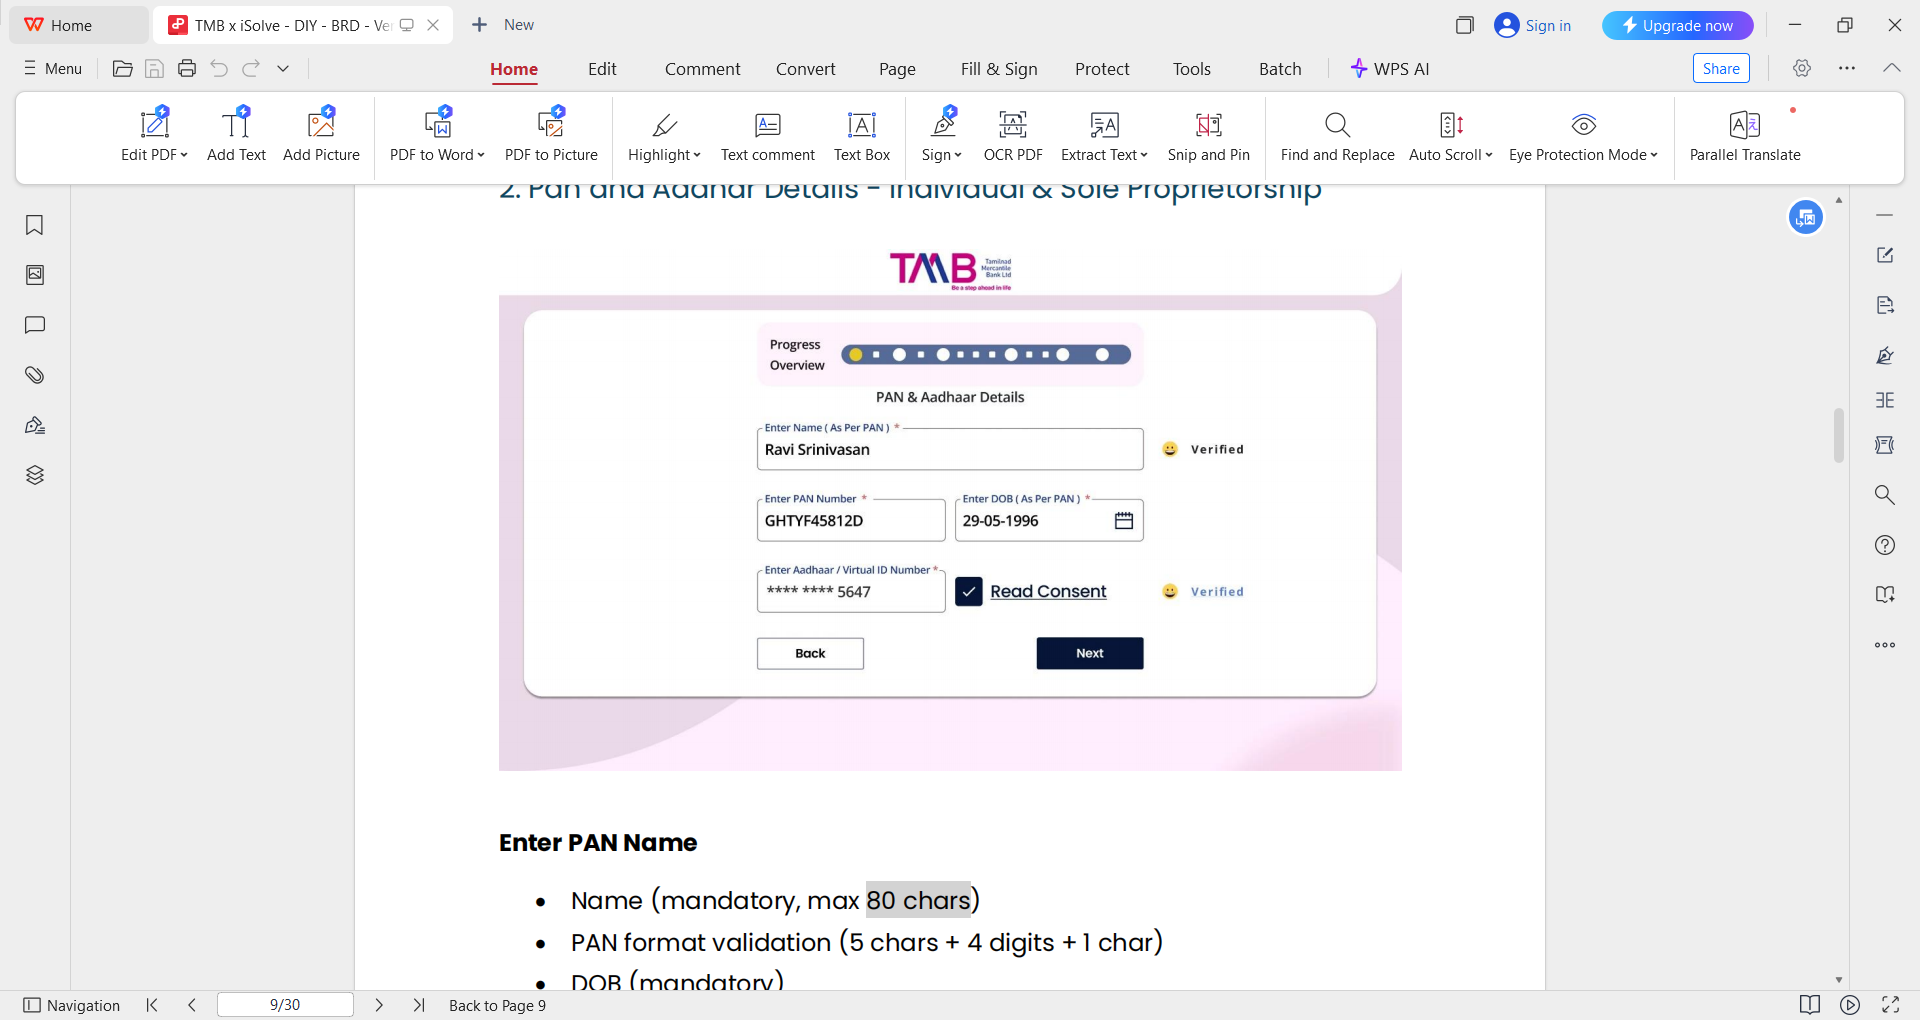 Home
TMB x iSolve - DIY - BRD - Ve
New
Sign in
Upgrade now
Menu
Home
Edit
Comment
Convert
Page
Fill & Sign
Protect
Tools
Batch
WPS AI
Share
Edit PDF
Add Text
Add Picture
PDF to Word
PDF to Picture
Highlight
Text comment
Text Box
Sign
OCR PDF
Extract Text
Snip and Pin
Find and Replace
Auto Scroll
Eye Protection Mode
Parallel Translate
2. Pan and Aadhar Details - Individual & Sole Proprietorship
TMB
Tamilnad
Mercantile
Bank Ltd
Be a step ahead in life
Progress
Overview
PAN & Aadhaar Details
Enter Name ( As Per PAN ) *
Ravi Srinivasan
Verified
Enter PAN Number *
GHTYF45812D
Enter DOB ( As Per PAN ) *
29-05-1996
Enter Aadhaar / Virtual ID Number *
**** **** 5647
Read Consent
Verified
Back
Next
Enter PAN Name
• Name (mandatory, max 80 chars)
• PAN format validation (5 chars + 4 digits + 1 char)
• DOB (mandatory)
Navigation
9/30
Back to Page 9